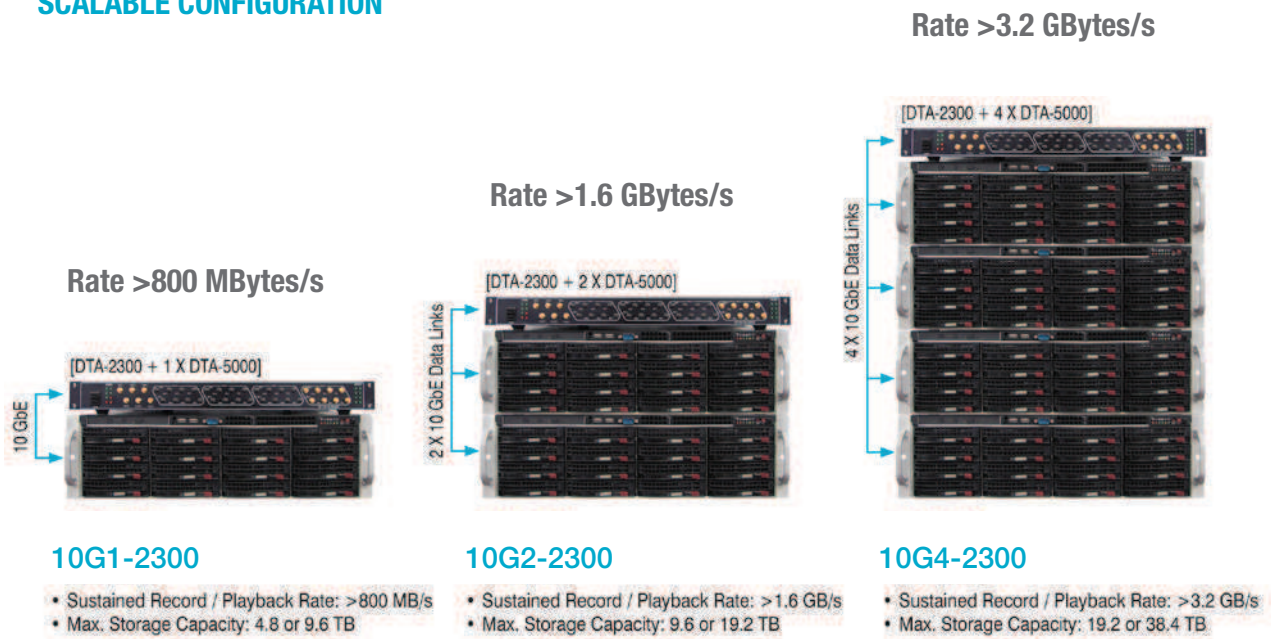 SCALABLE CONFIGURATION
Rate >3.2 GBytes/s
[DTA-2300 + 4 X DTA-5000]
4 X 10 GbE Data Links
Rate >1.6 GBytes/s
[DTA-2300 + 2 X DTA-5000]
2 X 10 GbE Data Links
Rate >800 MBytes/s
[DTA-2300 + 1 X DTA-5000]
10 GbE
10G1-2300
• Sustained Record / Playback Rate: >800 MB/s
• Max. Storage Capacity: 4.8 or 9.6 TB
10G2-2300
• Sustained Record / Playback Rate: >1.6 GB/s
• Max. Storage Capacity: 9.6 or 19.2 TB
10G4-2300
• Sustained Record / Playback Rate: >3.2 GB/s
• Max. Storage Capacity: 19.2 or 38.4 TB